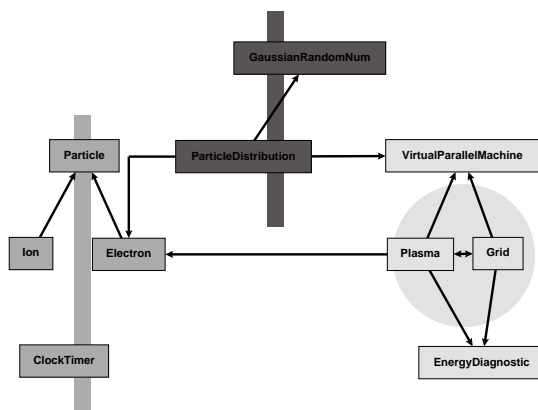 GaussianRandomNum
Particle
ParticleDistribution
VirtualParallelMachine
Ion
Electron
Plasma
Grid
ClockTimer
EnergyDiagnostic